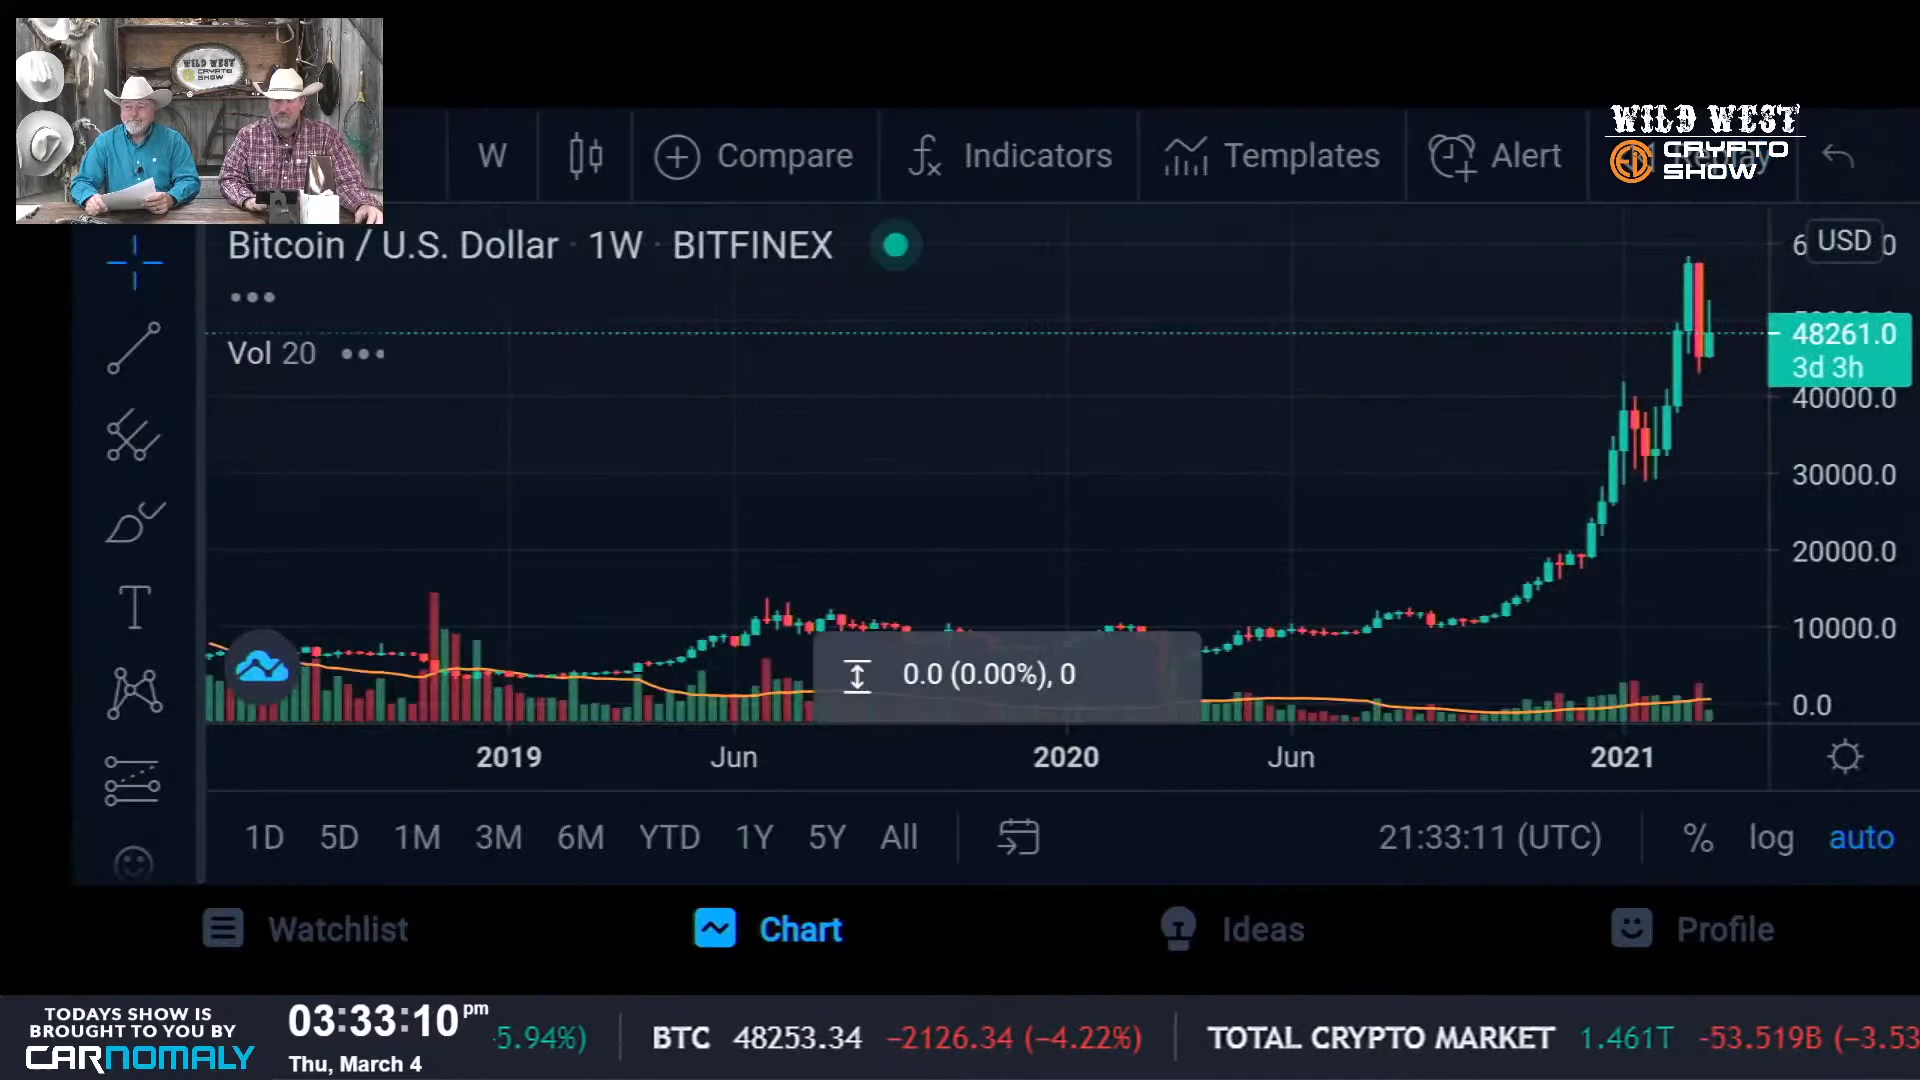 WILD WEST
CRYPTO
SHOW
WILD WEST
CRYPTO
SHOW
W
Compare
Indicators
Templates
Alert
Bitcoin / U.S. Dollar · 1W · BITFINEX
USD
Vol 20
48261.0
3d 3h
40000.0
30000.0
20000.0
10000.0
0.0
0.0 (0.00%), 0
2019 Jun 2020 Jun 2021
1D 5D 1M 3M 6M YTD 1Y 5Y All
21:33:11 (UTC) % log auto
Watchlist Chart Ideas Profile
TODAYS SHOW IS
BROUGHT TO YOU BY
CARNOMALY
03:33:10 pm
Thu, March 4
5.94%) BTC 48253.34 −2126.34 (−4.22%) TOTAL CRYPTO MARKET 1.461T -53.519B (−3.53